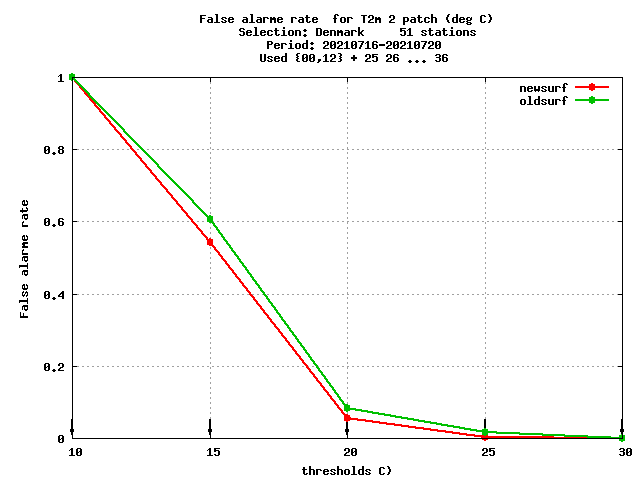 False alarme rate  for T2m 2 patch (deg C)
Selection: Denmark     51 stations
Period: 20210716-20210720
Used {00,12} + 25 26 ... 36
newsurf
oldsurf
1
0.8
0.6
0.4
0.2
0
False alarme rate
10 15 20 25 30
thresholds C)